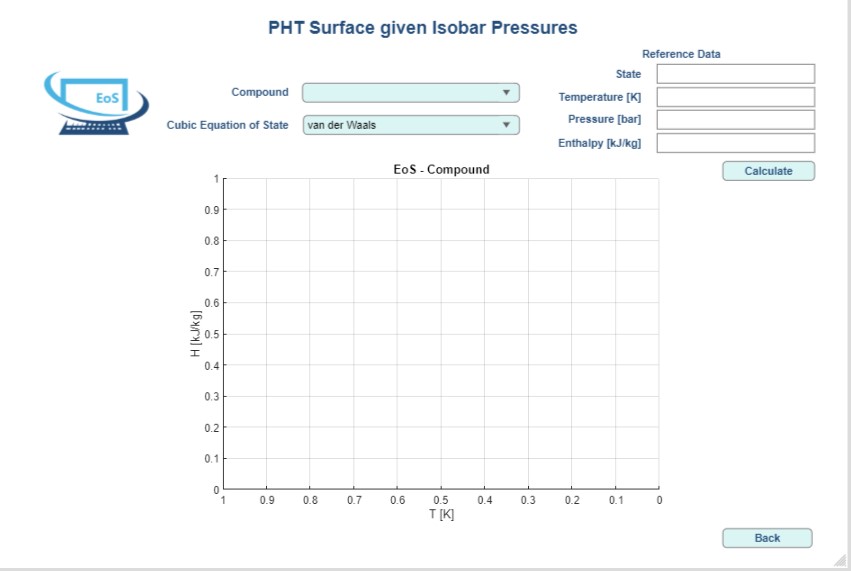 PHT Surface given Isobar Pressures
Reference Data
EoS
Compound
Cubic Equation of State
van der Waals
State
Temperature [K]
Pressure [bar]
Enthalpy [kJ/kg]
Calculate
EoS - Compound
H [kJ/kg]
1
0.9
0.8
0.7
0.6
0.5
0.4
0.3
0.2
0.1
0
1 0.9 0.8 0.7 0.6 0.5 0.4 0.3 0.2 0.1 0
T [K]
Back